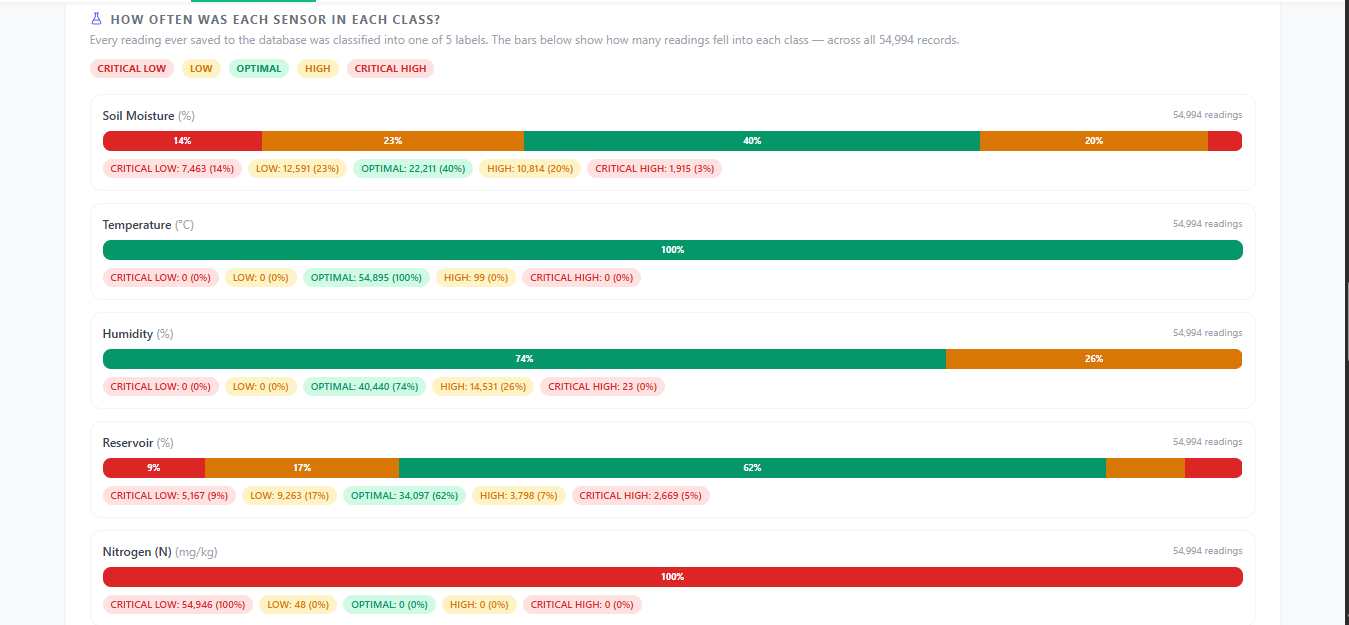 HOW OFTEN WAS EACH SENSOR IN EACH CLASS?
Every reading ever saved to the database was classified into one of 5 labels. The bars below show how many readings fell into each class — across all 54,994 records.
CRITICAL LOW LOW OPTIMAL HIGH CRITICAL HIGH
Soil Moisture (%) 54,994 readings
14% 23% 40% 20%
CRITICAL LOW: 7,463 (14%) LOW: 12,591 (23%) OPTIMAL: 22,211 (40%) HIGH: 10,814 (20%) CRITICAL HIGH: 1,915 (3%)
Temperature (°C) 54,994 readings
100%
CRITICAL LOW: 0 (0%) LOW: 0 (0%) OPTIMAL: 54,895 (100%) HIGH: 99 (0%) CRITICAL HIGH: 0 (0%)
Humidity (%) 54,994 readings
74% 26%
CRITICAL LOW: 0 (0%) LOW: 0 (0%) OPTIMAL: 40,440 (74%) HIGH: 14,531 (26%) CRITICAL HIGH: 23 (0%)
Reservoir (%) 54,994 readings
9% 17% 62%
CRITICAL LOW: 5,167 (9%) LOW: 9,263 (17%) OPTIMAL: 34,097 (62%) HIGH: 3,798 (7%) CRITICAL HIGH: 2,669 (5%)
Nitrogen (N) (mg/kg) 54,994 readings
100%
CRITICAL LOW: 54,946 (100%) LOW: 48 (0%) OPTIMAL: 0 (0%) HIGH: 0 (0%) CRITICAL HIGH: 0 (0%)